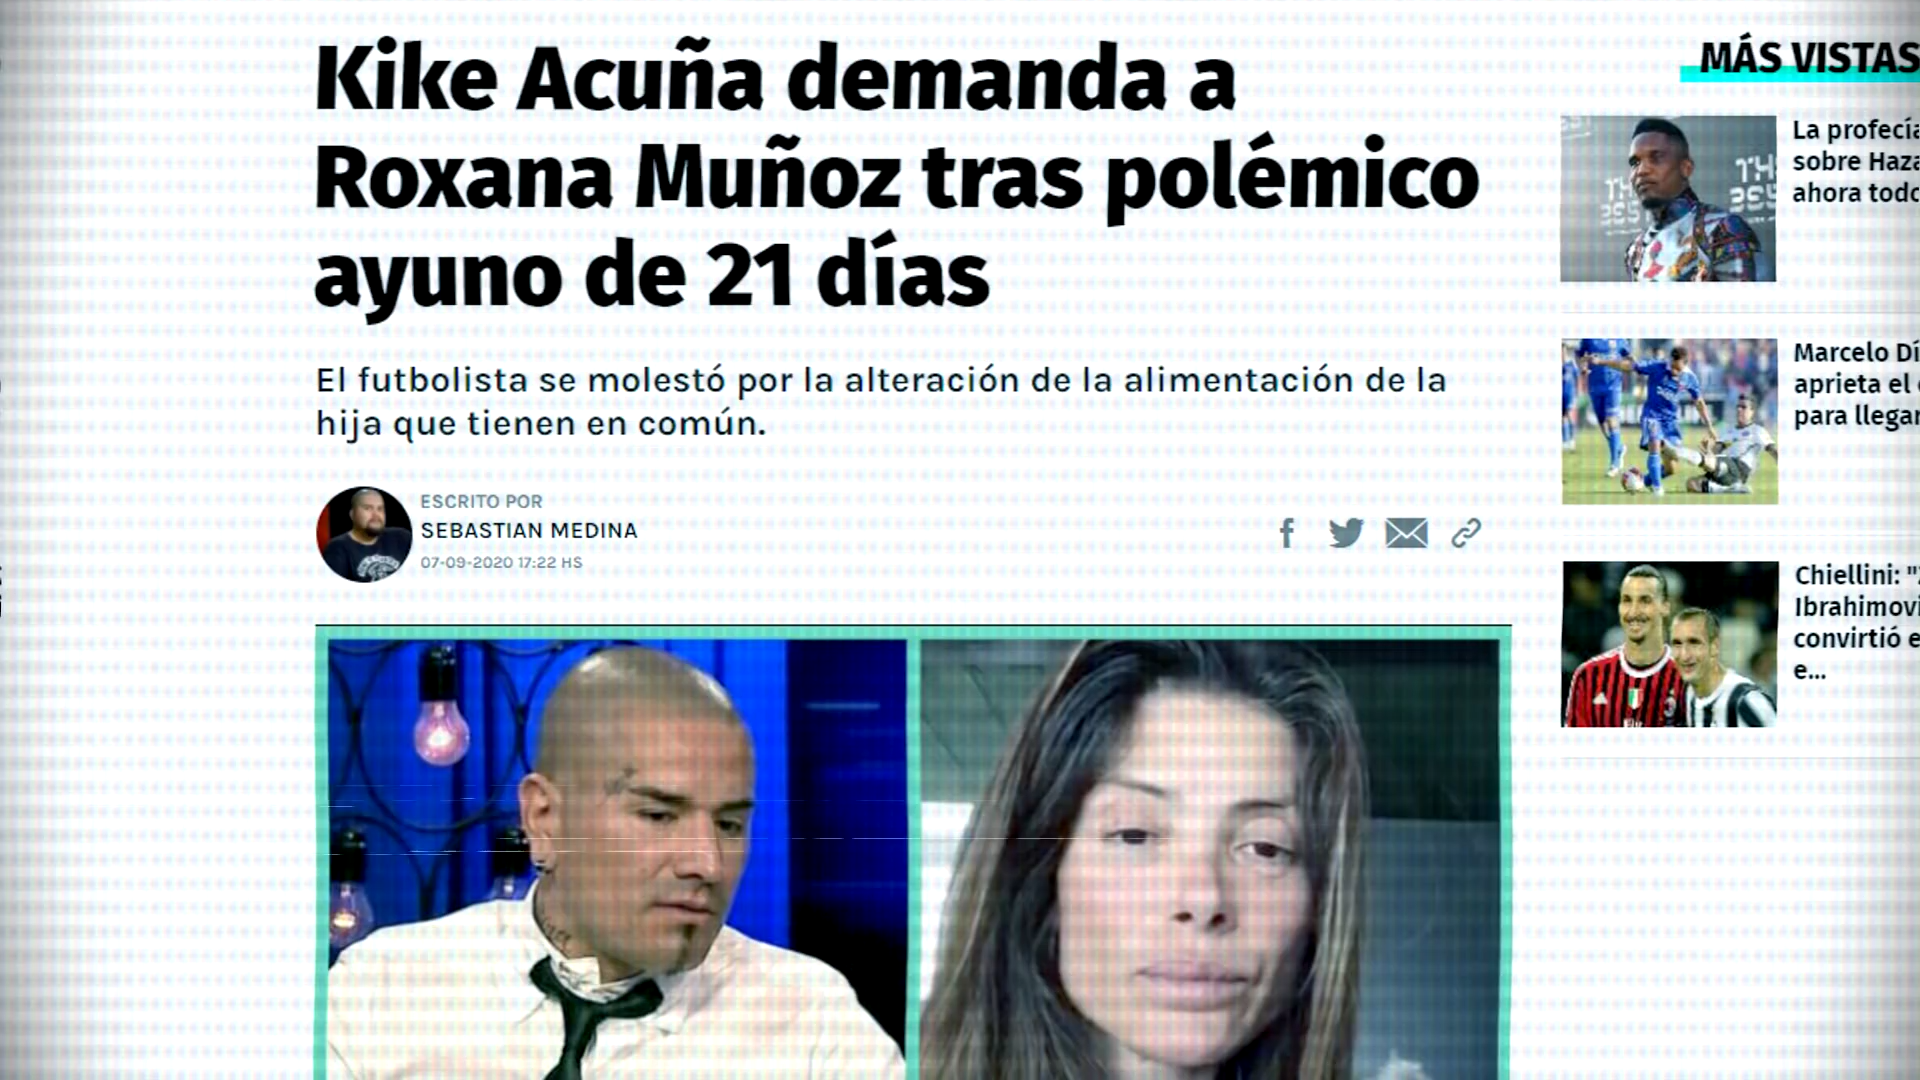 Kike Acuña demanda a
Roxana Muñoz tras polémico
ayuno de 21 días
El futbolista se molestó por la alteración de la alimentación de la
hija que tienen en común.
ESCRITO POR
SEBASTIAN MEDINA
07-09-2020 17:22 HS
MÁS VISTAS
La profecía
sobre Haza
ahora todo
Marcelo Dí
aprieta el
para llegar
Chiellini: "Z
Ibrahimovi
convirtió e
e...